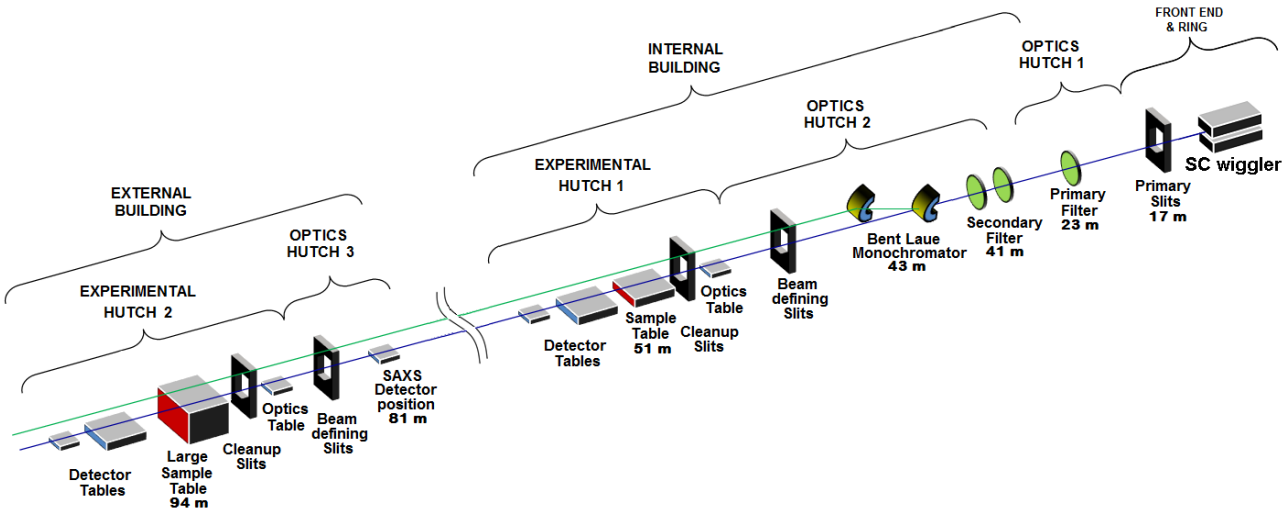 FRONT END
& RING
INTERNAL
BUILDING
OPTICS
HUTCH 1
OPTICS
HUTCH 2
SC wiggler
Primary
Slits
17 m
Primary
Filter
23 m
Secondary
Filter
41 m
Bent Laue
Monochromator
43 m
EXPERIMENTAL
HUTCH 1
Beam
defining
Slits
Optics
Table
Cleanup
Slits
Sample
Table
51 m
Detector
Tables
EXTERNAL
BUILDING
OPTICS
HUTCH 3
EXPERIMENTAL
HUTCH 2
SAXS
Detector
position
81 m
Beam
defining
Slits
Optics
Table
Cleanup
Slits
Large
Sample
Table
94 m
Detector
Tables